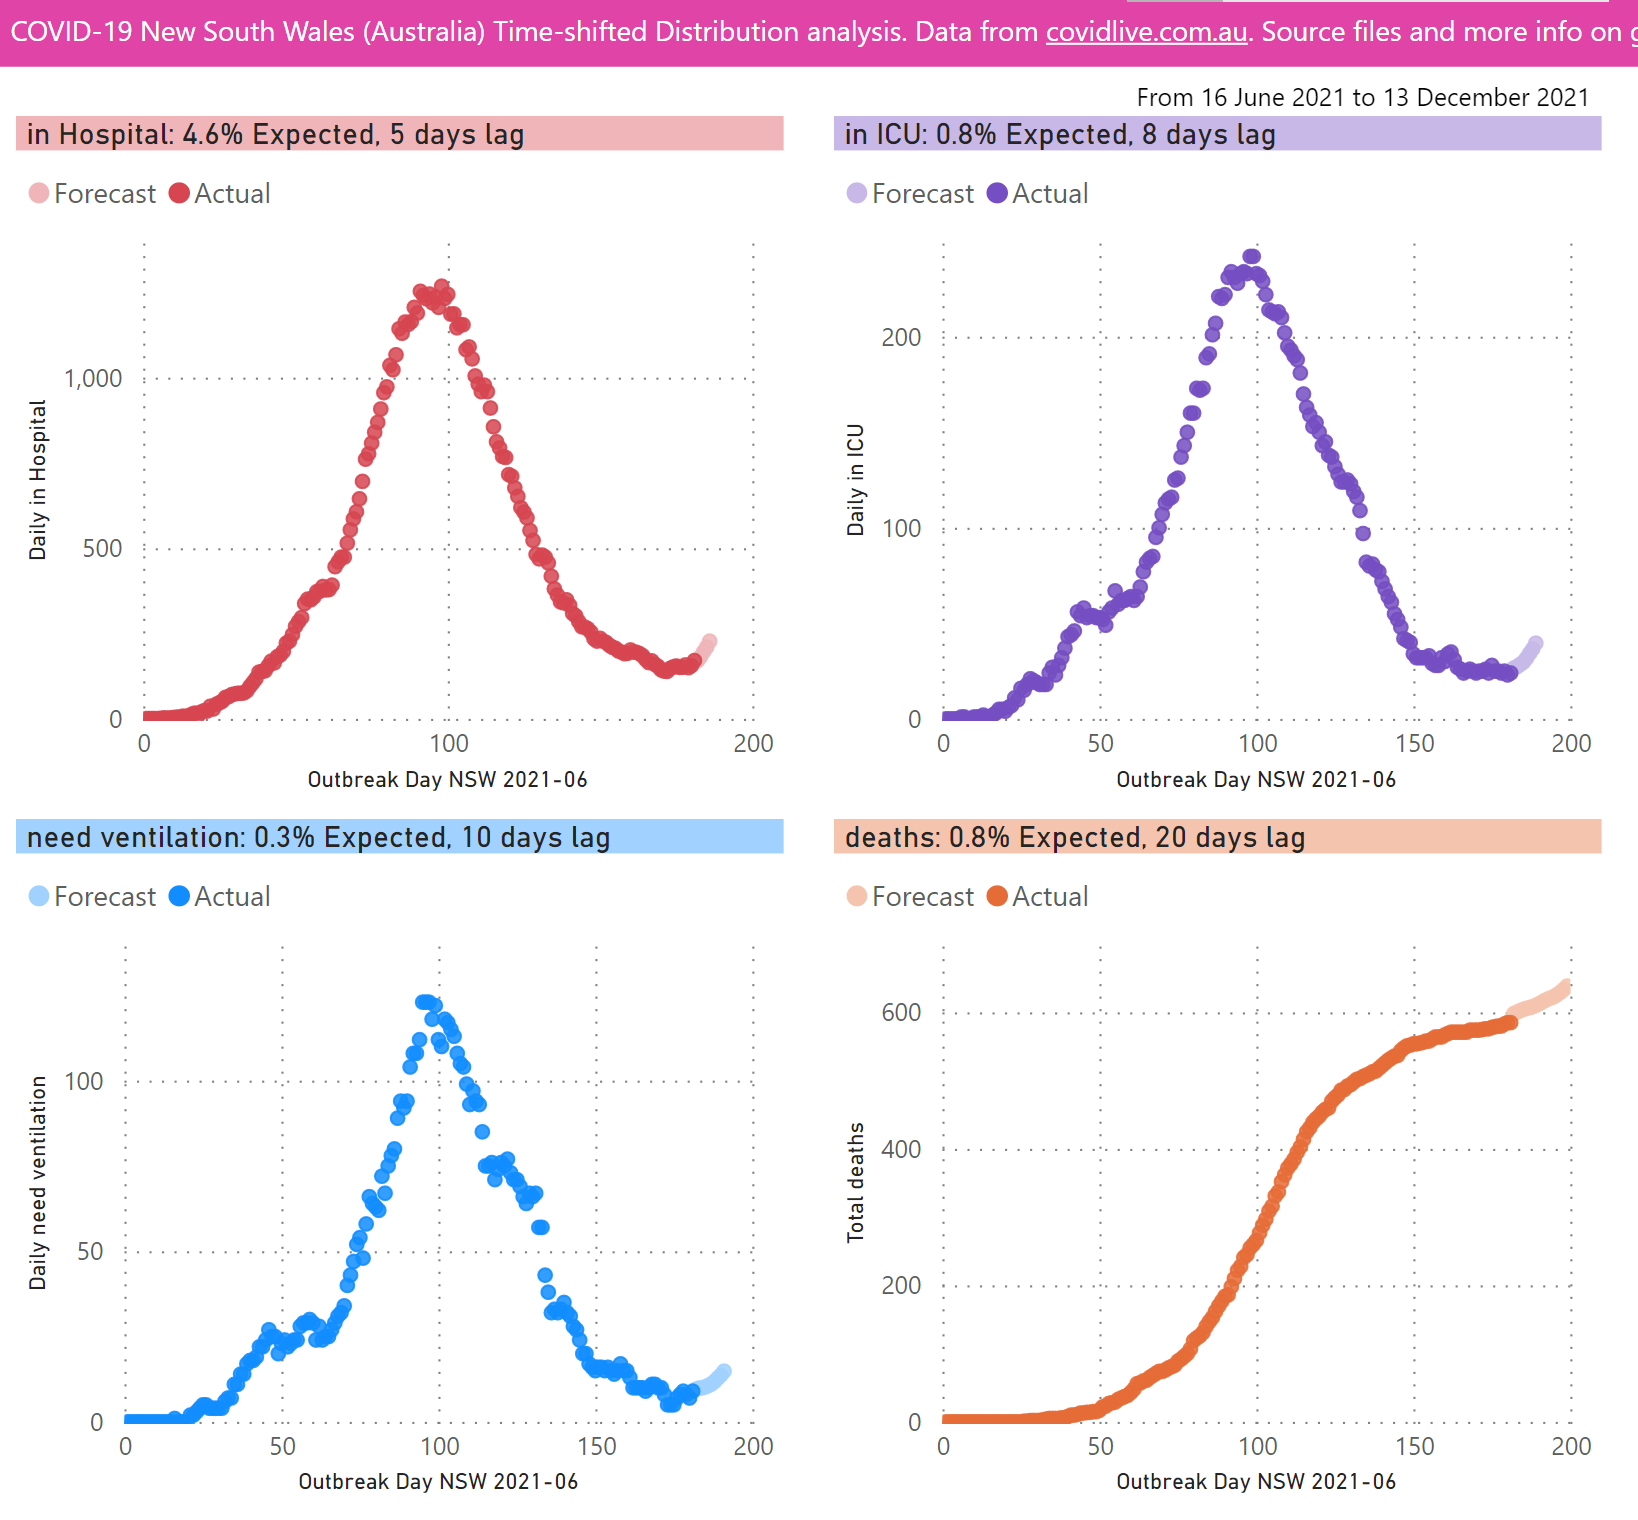 COVID-19 New South Wales (Australia) Time-shifted Distribution analysis. Data from covidlive.com.au. Source files and more info on g
From 16 June 2021 to 13 December 2021
in Hospital: 4.6% Expected, 5 days lag
Forecast Actual
Daily in Hospital
1,000
500
0
0 100 200
Outbreak Day NSW 2021-06
in ICU: 0.8% Expected, 8 days lag
Forecast Actual
Daily in ICU
200
100
0
0 50 100 150 200
Outbreak Day NSW 2021-06
need ventilation: 0.3% Expected, 10 days lag
Forecast Actual
Daily need ventilation
100
50
0
0 50 100 150 200
Outbreak Day NSW 2021-06
deaths: 0.8% Expected, 20 days lag
Forecast Actual
Total deaths
600
400
200
0
0 50 100 150 200
Outbreak Day NSW 2021-06